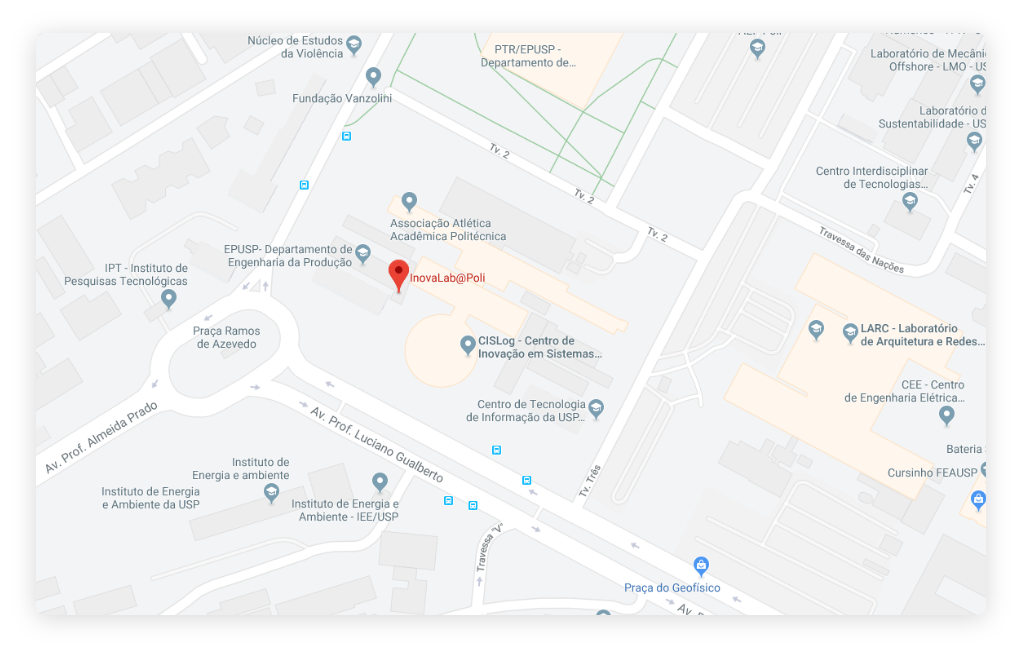 Núcleo de Estudos
da Violência
PTR/EPUSP -
Departamento de...
Laboratório de Mecâni
Offshore - LMO - US
Fundação Vanzolini
Laboratório d
Sustentabilidade - US
Tv. 2
Centro Interdisciplinar
de Tecnologias...
Tv. 4
Tv. 2
Associação Atlética
Acadêmica Politécnica
Tv. 2
Travessa das Nações
EPUSP- Departamento de
Engenharia da Produção
IPT - Instituto de
Pesquisas Tecnológicas
InovaLab@Poli
Praça Ramos
de Azevedo
CISLog - Centro de
Inovação em Sistemas...
LARC - Laboratório
de Arquitetura e Redes...
CEE - Centro
de Engenharia Elétrica...
Centro de Tecnologia
de Informação da USP...
Av. Prof. Almeida Prado
Av. Prof. Luciano Gualberto
Bateria
Cursinho FEAUSP
Instituto de
Energia e ambiente
Tv. Três
Instituto de Energia
e Ambiente da USP
Instituto de Energia e
Ambiente - IEE/USP
Travessa "V"
Praça do Geofísico
Av.